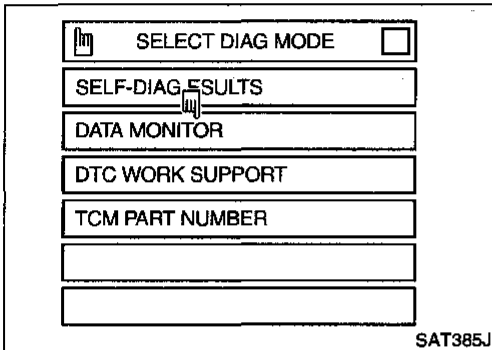 SELECT DIAG MODE
SELF-DIAG ESULTS
DATA MONITOR
DTC WORK SUPPORT
TCM PART NUMBER
SAT385J